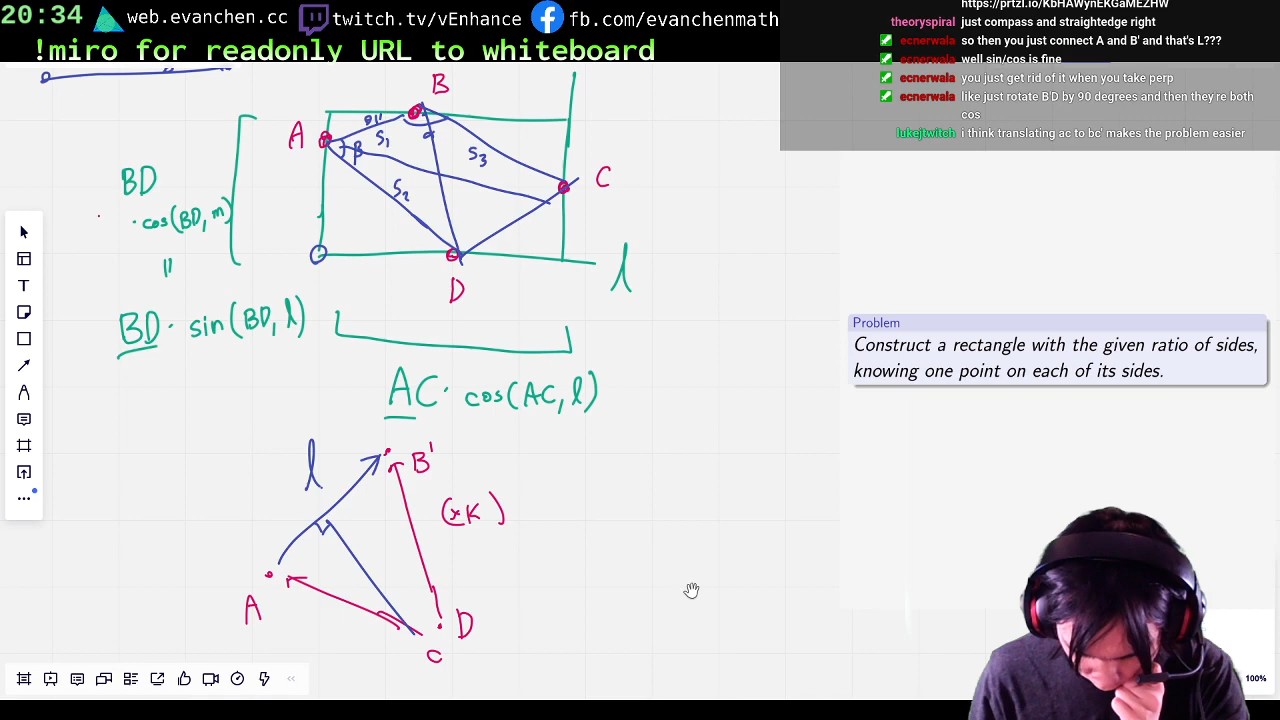 20:34 web.evanchen.cc twitch.tv/vEnhance fb.com/evanchenmath
!miro for readonly URL to whiteboard
https://prtzl.io/KbHAWynEKGaMEZHW
theoryspiral just compass and straightedge right
ecnerwala so then you just connect A and B' and that's L???
ecnerwala well sin/cos is fine
ecnerwala you just get rid of it when you take perp
ecnerwala like just rotate B'D by 90 degrees and then they're both
cos
lukejtwitch i think translating ac to bc' makes the problem easier
B
A
S₁
α
β
S₃
C
S₂
BD
· cos(BD, m)
"
BD · sin(BD, l)
D
l
AC · cos(AC, l)
l
B'
(×K)
A
D
C
Problem
Construct a rectangle with the given ratio of sides,
knowing one point on each of its sides.
T
100%